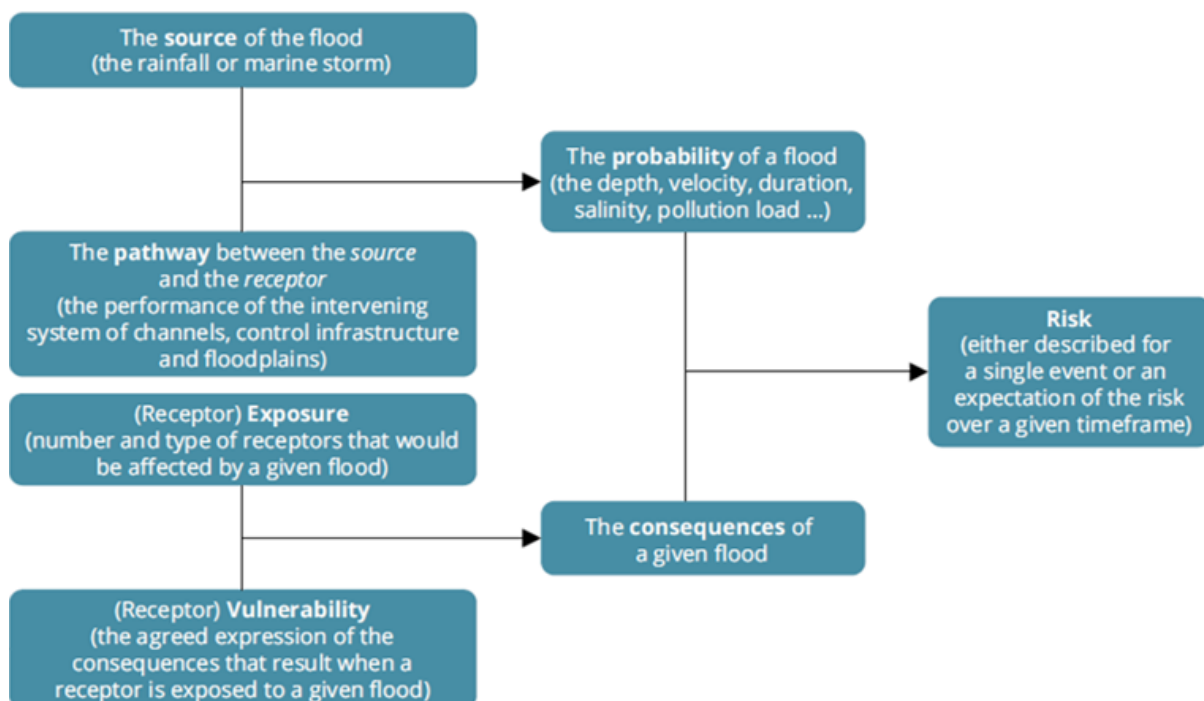 The source of the flood
(the rainfall or marine storm)
The probability of a flood
(the depth, velocity, duration,
salinity, pollution load ...)
The pathway between the source
and the receptor
(the performance of the intervening
system of channels, control infrastructure
and floodplains)
Risk
(either described for
a single event or an
expectation of the risk
over a given timeframe)
(Receptor) Exposure
(number and type of receptors that would
be affected by a given flood)
The consequences of
a given flood
(Receptor) Vulnerability
(the agreed expression of the
consequences that result when a
receptor is exposed to a given flood)